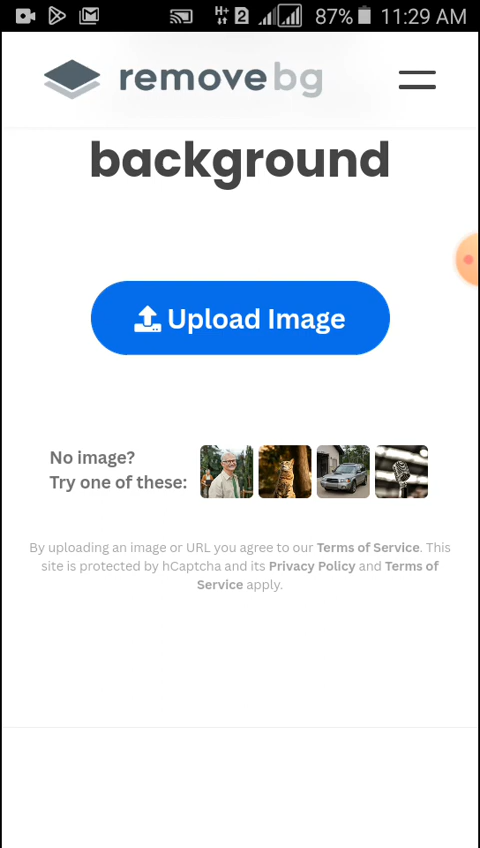 H+ 2 87% 11:29 AM
remove bg
background
Upload Image
No image?
Try one of these:
By uploading an image or URL you agree to our Terms of Service. This
site is protected by hCaptcha and its Privacy Policy and Terms of
Service apply.